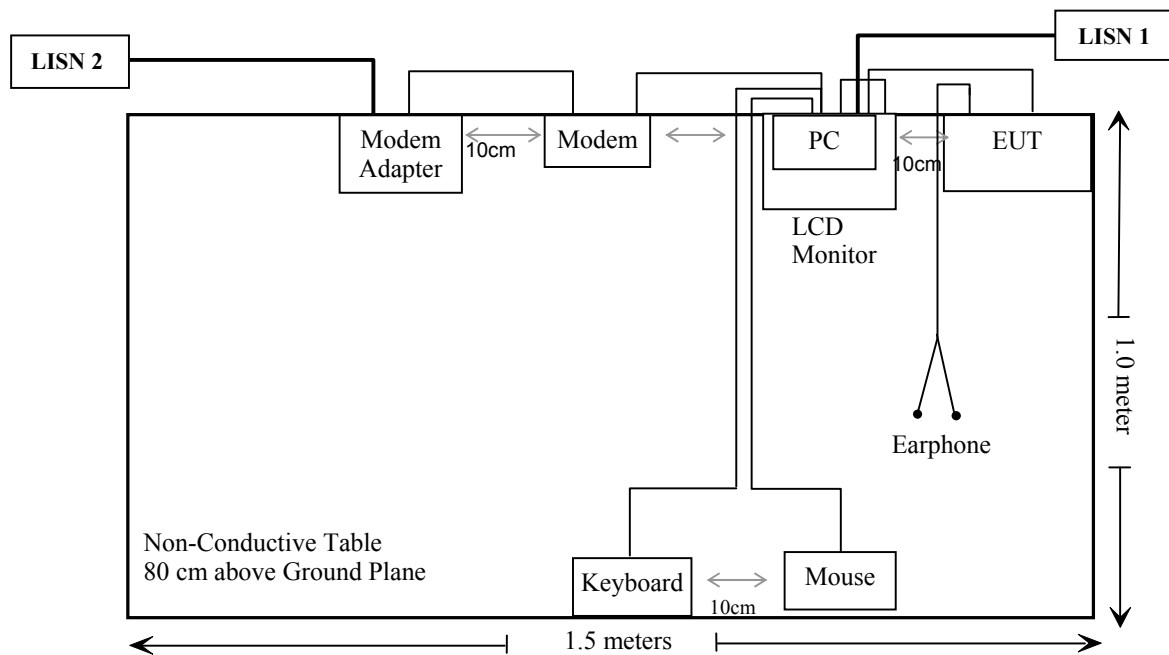 LISN 2
LISN 1
Modem
Adapter
10cm
Modem
PC
10cm
EUT
LCD
Monitor
1.0 meter
Earphone
Non-Conductive Table
80 cm above Ground Plane
Keyboard
10cm
Mouse
1.5 meters